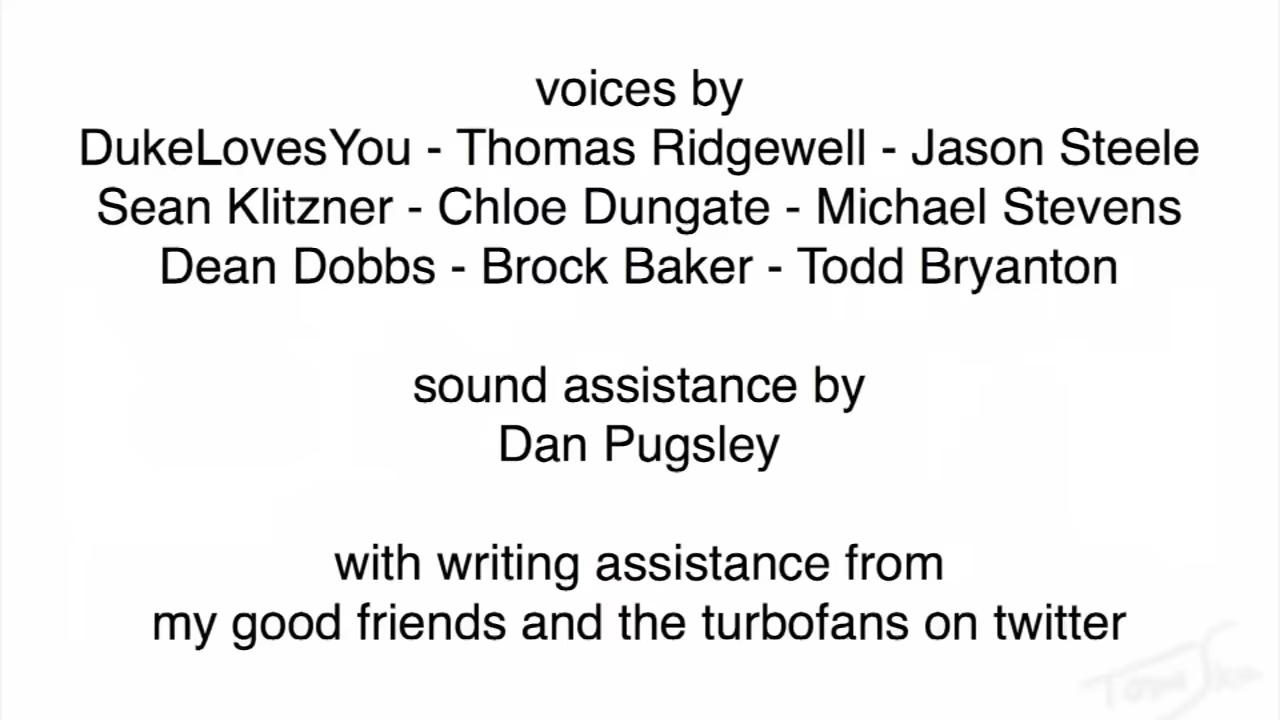 voices by
DukeLovesYou - Thomas Ridgewell - Jason Steele
Sean Klitzner - Chloe Dungate - Michael Stevens
Dean Dobbs - Brock Baker - Todd Bryanton
sound assistance by
Dan Pugsley
with writing assistance from
my good friends and the turbofans on twitter
TomSka